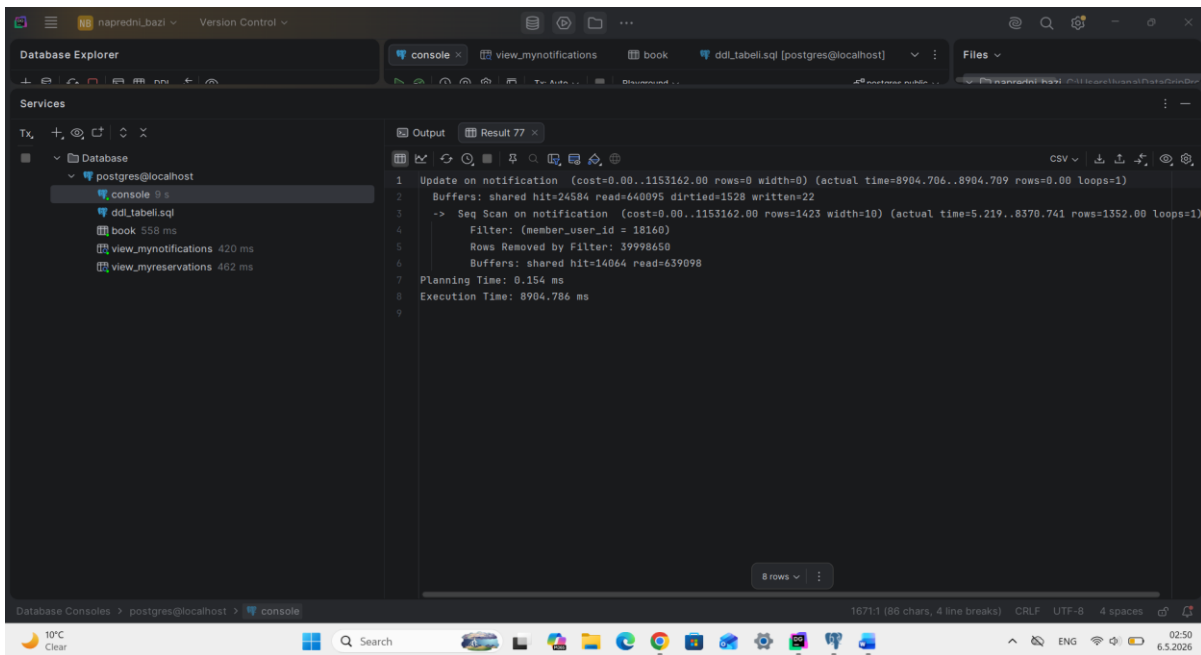 NB napredni_bazi Version Control
Database Explorer
console
view_mynotifications
book
ddl_tabeli.sql [postgres@localhost]
Files
Tx: Auto
Playground
Services
Tx
Output
Result 77
Database
postgres@localhost
console 9 s
ddl_tabeli.sql
book 558 ms
view_mynotifications 420 ms
view_myreservations 462 ms
CSV
1 Update on notification (cost=0.00..1153162.00 rows=0 width=0) (actual time=8904.706..8904.709 rows=0.00 loops=1)
2 Buffers: shared hit=24584 read=640095 dirtied=1528 written=22
3 -> Seq Scan on notification (cost=0.00..1153162.00 rows=1423 width=10) (actual time=5.219..8370.741 rows=1352.00 loops=1)
4 Filter: (member_user_id = 18160)
5 Rows Removed by Filter: 39998650
6 Buffers: shared hit=14064 read=639098
7 Planning Time: 0.154 ms
8 Execution Time: 8904.786 ms
9
8 rows
Database Consoles > postgres@localhost > console
1671:1 (86 chars, 4 line breaks) CRLF UTF-8 4 spaces
10°C
Clear
Search
ENG
02:50
6.5.2026